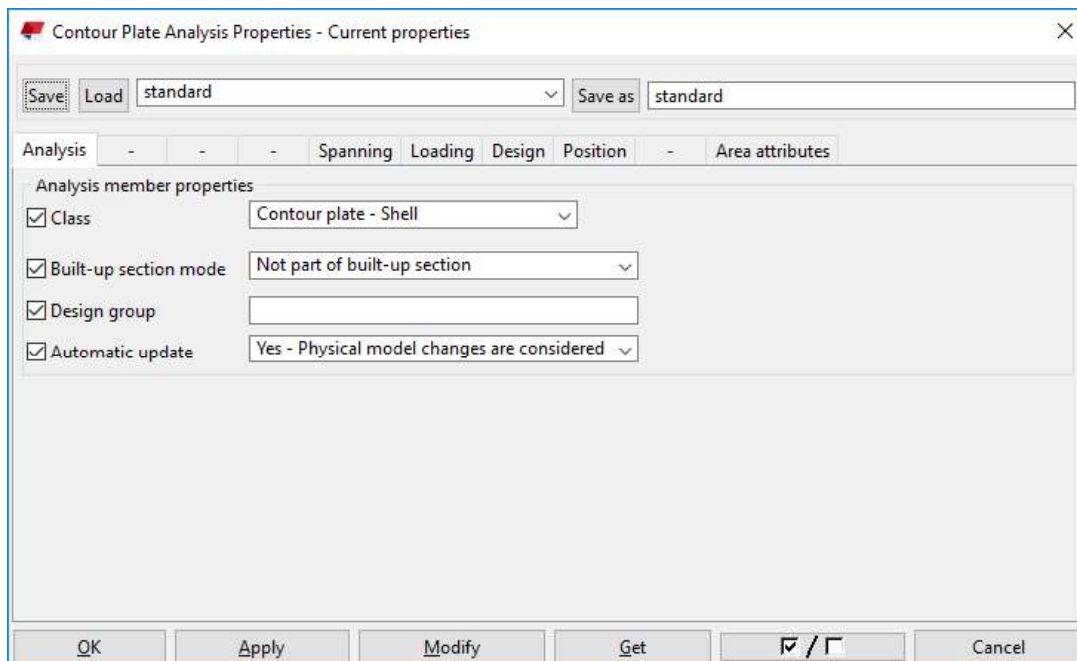 Contour Plate Analysis Properties - Current properties
Save Load standard Save as standard
Analysis - - - Spanning Loading Design Position - Area attributes
Analysis member properties
Class Contour plate - Shell
Built-up section mode Not part of built-up section
Design group
Automatic update Yes - Physical model changes are considered
OK Apply Modify Get / Cancel